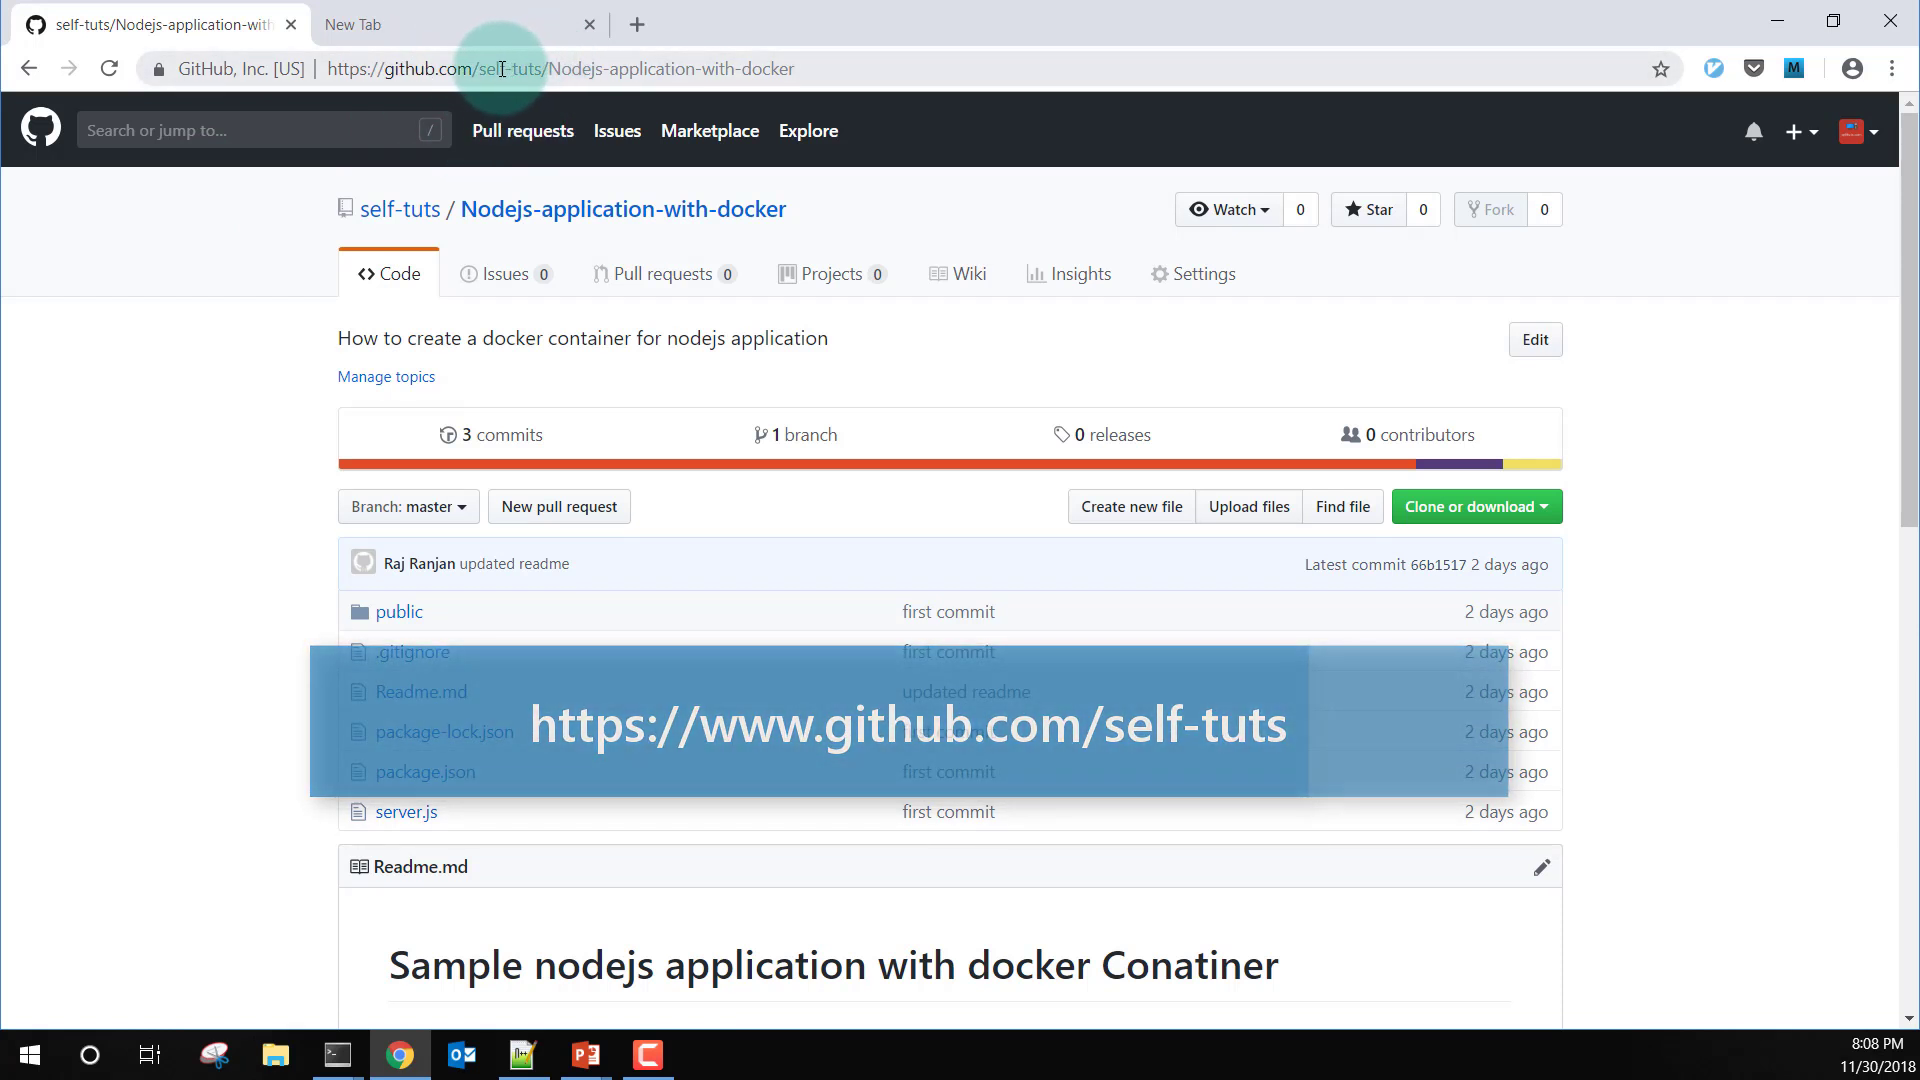 self-tuts/Nodejs-application-with
New Tab
GitHub, Inc. [US] | https://github.com/self-tuts/Nodejs-application-with-docker
M
Search or jump to... /
Pull requests Issues Marketplace Explore
self-tuts / Nodejs-application-with-docker
Watch 0 Star 0 Fork 0
Code Issues 0 Pull requests 0 Projects 0 Wiki Insights Settings
How to create a docker container for nodejs application
Edit
Manage topics
3 commits 1 branch 0 releases 0 contributors
Branch: master New pull request Create new file Upload files Find file Clone or download
Raj Ranjan updated readme Latest commit 66b1517 2 days ago
public first commit 2 days ago
.gitignore first commit 2 days ago
Readme.md updated readme 2 days ago
https://www.github.com/self-tuts
package-lock.json 2 days ago
package.json first commit 2 days ago
server.js first commit 2 days ago
Readme.md
Sample nodejs application with docker Conatiner
8:08 PM
11/30/2018